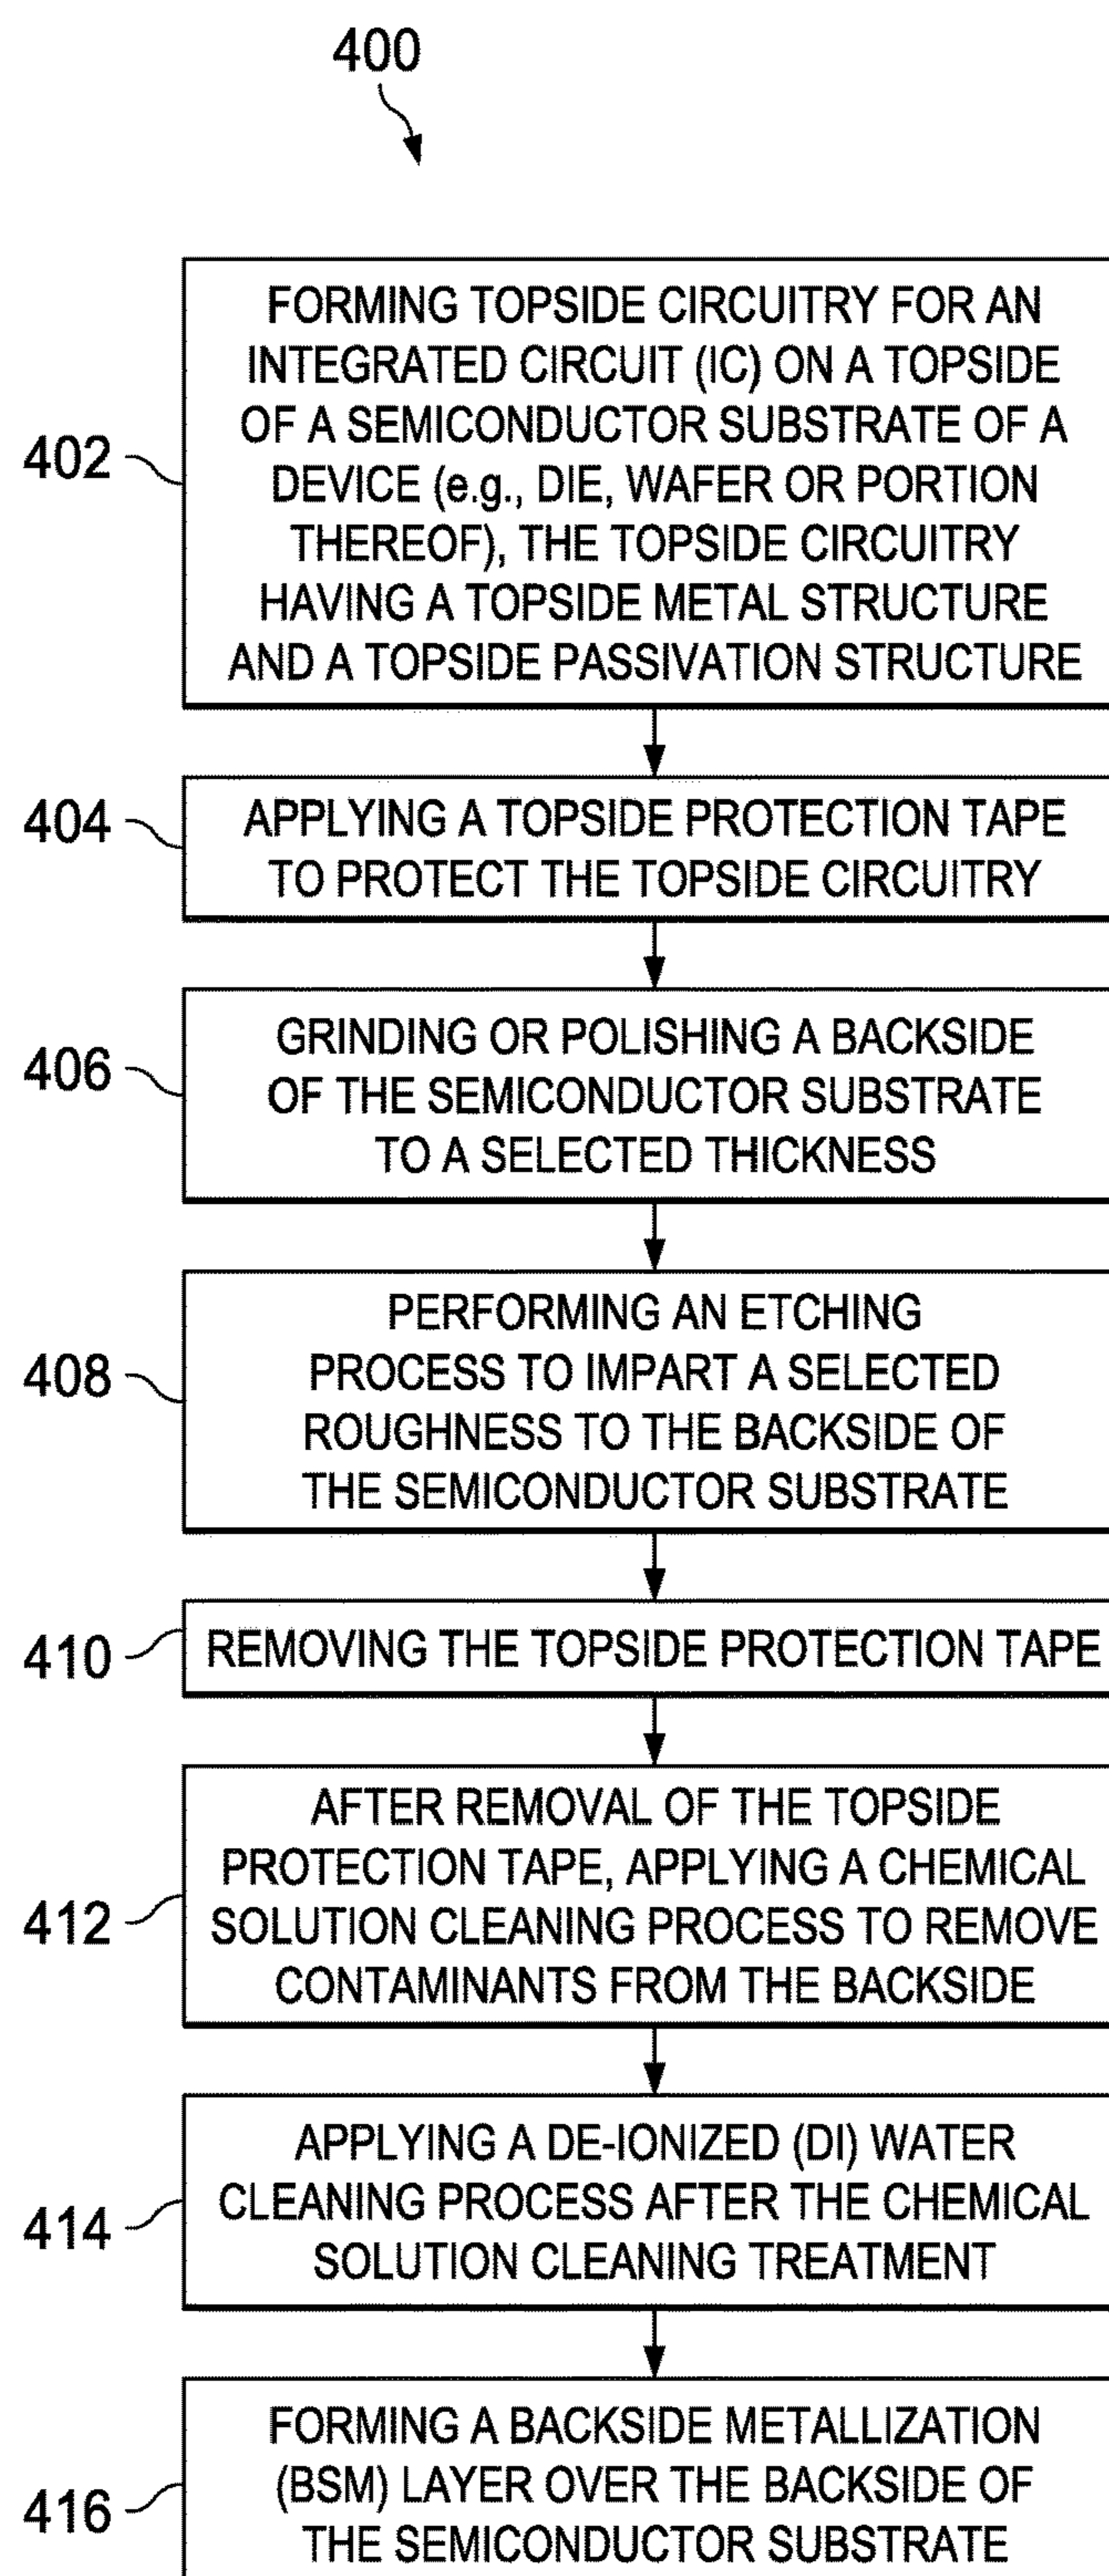 400
402
FORMING TOPSIDE CIRCUITRY FOR AN
INTEGRATED CIRCUIT (IC) ON A TOPSIDE
OF A SEMICONDUCTOR SUBSTRATE OF A
DEVICE (e.g., DIE, WAFER OR PORTION
THEREOF), THE TOPSIDE CIRCUITRY
HAVING A TOPSIDE METAL STRUCTURE
AND A TOPSIDE PASSIVATION STRUCTURE
404
APPLYING A TOPSIDE PROTECTION TAPE
TO PROTECT THE TOPSIDE CIRCUITRY
406
GRINDING OR POLISHING A BACKSIDE
OF THE SEMICONDUCTOR SUBSTRATE
TO A SELECTED THICKNESS
408
PERFORMING AN ETCHING
PROCESS TO IMPART A SELECTED
ROUGHNESS TO THE BACKSIDE OF
THE SEMICONDUCTOR SUBSTRATE
410
REMOVING THE TOPSIDE PROTECTION TAPE
412
AFTER REMOVAL OF THE TOPSIDE
PROTECTION TAPE, APPLYING A CHEMICAL
SOLUTION CLEANING PROCESS TO REMOVE
CONTAMINANTS FROM THE BACKSIDE
414
APPLYING A DE-IONIZED (DI) WATER
CLEANING PROCESS AFTER THE CHEMICAL
SOLUTION CLEANING TREATMENT
416
FORMING A BACKSIDE METALLIZATION
(BSM) LAYER OVER THE BACKSIDE OF
THE SEMICONDUCTOR SUBSTRATE